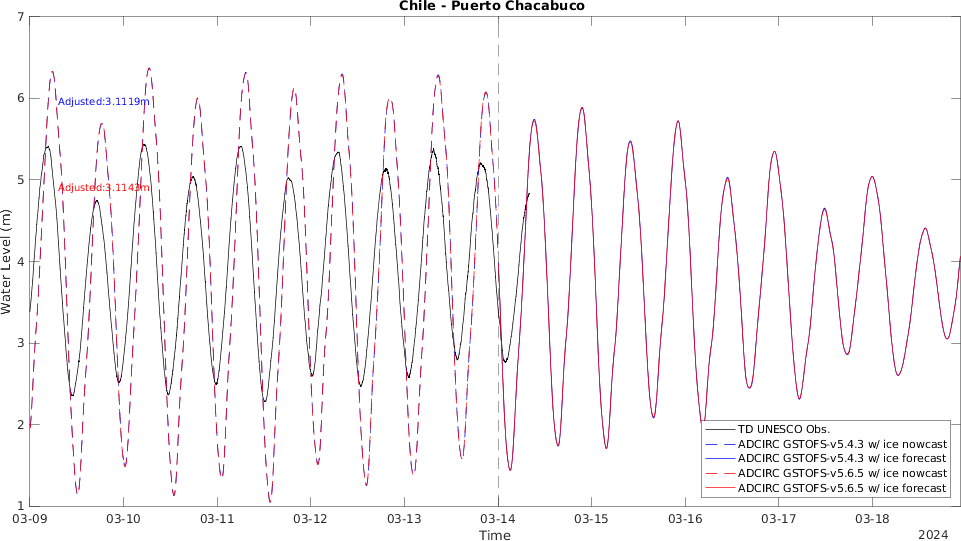 Chile - Puerto Chacabuco
7
6
5
4
3
2
1
Water Level (m)
Adjusted:3.1119m
Adjusted:3.1143m
TD UNESCO Obs.
ADCIRC GSTOFS-v5.4.3 w/ ice nowcast
ADCIRC GSTOFS-v5.4.3 w/ ice forecast
ADCIRC GSTOFS-v5.6.5 w/ ice nowcast
ADCIRC GSTOFS-v5.6.5 w/ ice forecast
03-09 03-10 03-11 03-12 03-13 03-14 03-15 03-16 03-17 03-18
Time
2024